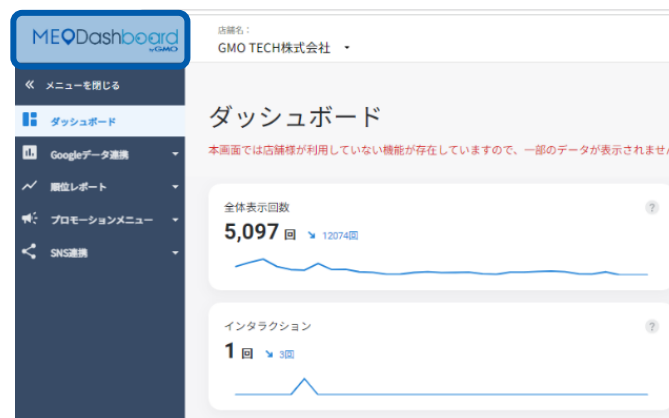 MEODashboard
byGMO
店舗名：
GMO TECH株式会社
メニューを閉じる
ダッシュボード
Googleデータ連携
順位レポート
プロモーションメニュー
SNS連携
ダッシュボード
本画面では店舗様が利用していない機能が存在していますので、一部のデータが表示されませ
全体表示回数
?
5,097 回 12074回
インタラクション
?
1 回 3回